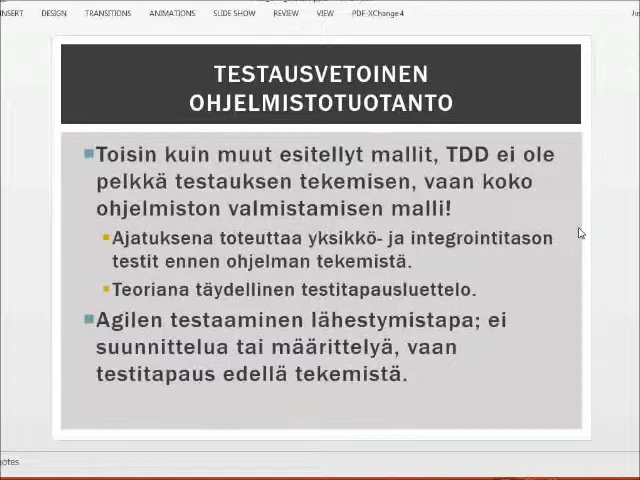 INSERT DESIGN TRANSITIONS ANIMATIONS SLIDE SHOW REVIEW VIEW PDF-XChange 4
TESTAUSVETOINEN
OHJELMISTOTUOTANTO
Toisin kuin muut esitellyt mallit, TDD ei ole
pelkkä testauksen tekemisen, vaan koko
ohjelmiston valmistamisen malli!
Ajatuksena toteuttaa yksikkö- ja integrointitason
testit ennen ohjelman tekemistä.
Teoriana täydellinen testitapausluettelo.
Agilen testaaminen lähestymistapa; ei
suunnittelua tai määrittelyä, vaan
testitapaus edellä tekemistä.